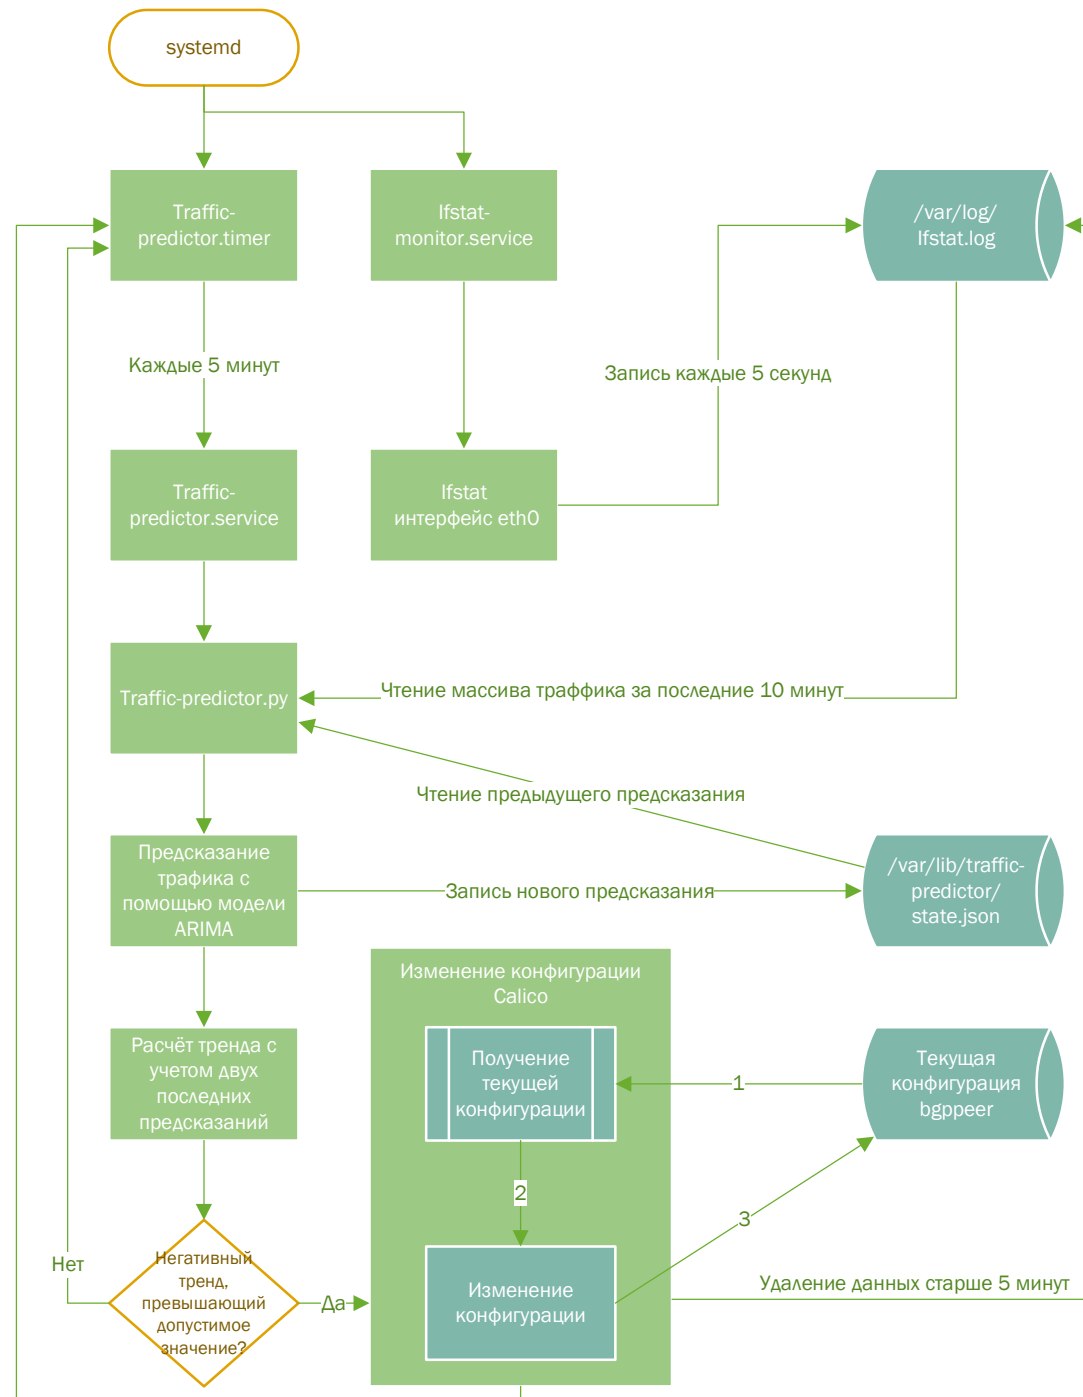 systemd
Traffic-
predictor.timer
Ifstat-
monitor.service
/var/log/
Ifstat.log
Каждые 5 минут
Запись каждые 5 секунд
Traffic-
predictor.service
Ifstat
интерфейс eth0
Traffic-predictor.py
Чтение массива траффика за последние 10 минут
Чтение предыдущего предсказания
Предсказание
трафика с
помощью модели
ARIMA
Запись нового предсказания
/var/lib/traffic-
predictor/
state.json
Изменение конфигурации
Calico
Расчёт тренда с
учетом двух
последних
предсказаний
Получение
текущей
конфигурации
1
Текущая
конфигурация
bgppeer
2
3
Нет
Негативный
тренд,
превышающий
допустимое
значение?
Да
Изменение
конфигурации
Удаление данных старше 5 минут